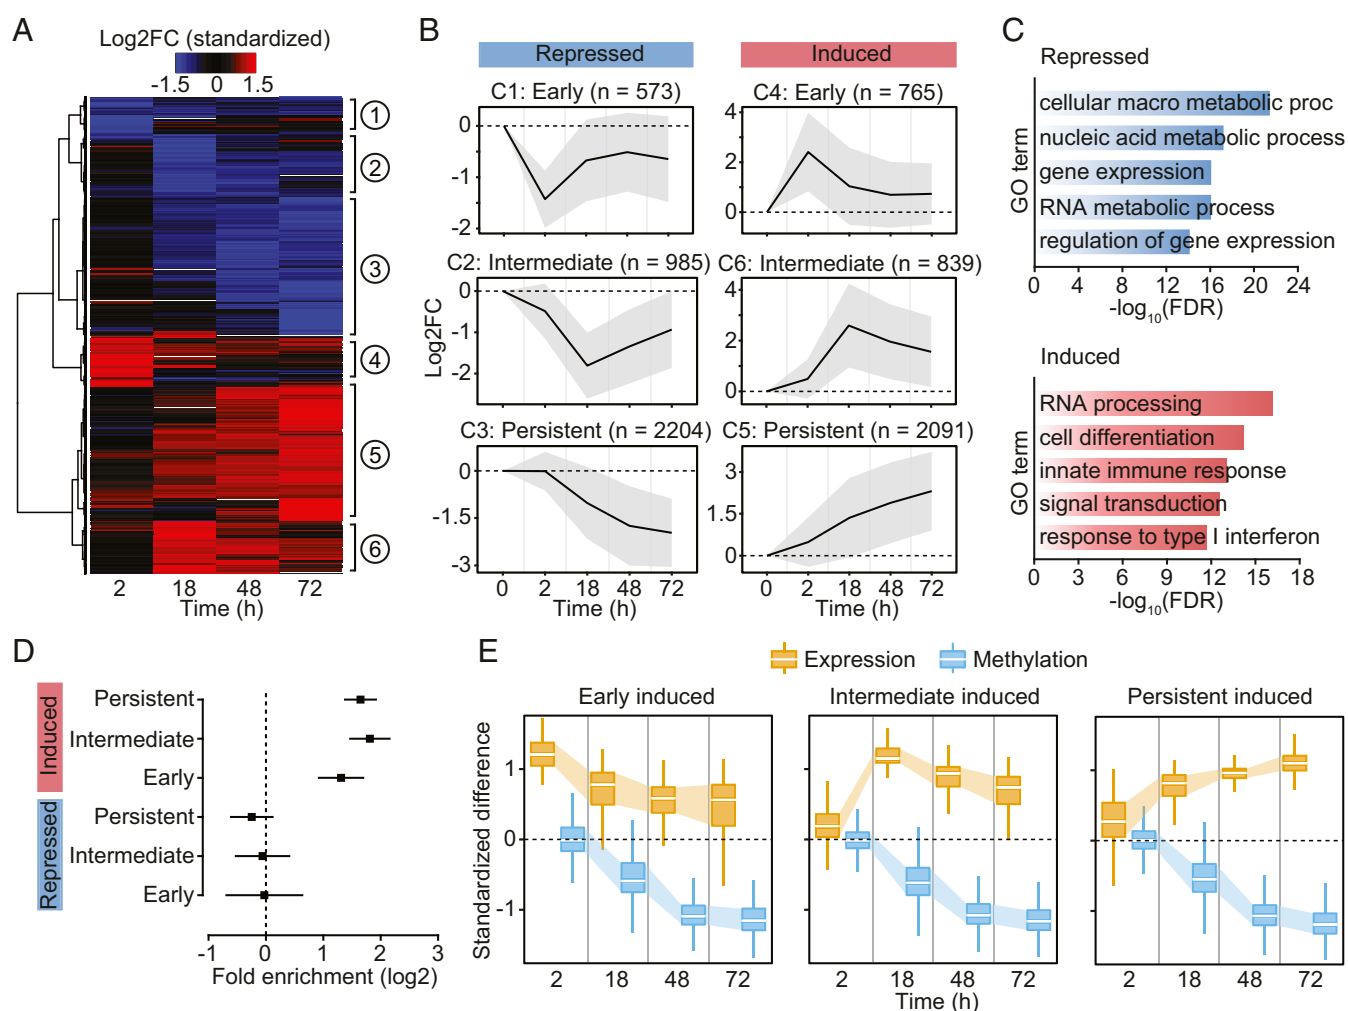 A
Log2FC (standardized)
-1.5 0 1.5
1
2
3
4
5
6
2 18 48 72
Time (h)
B
Repressed Induced
C1: Early (n = 573) C4: Early (n = 765)
0
-1
-2
4
2
0
C2: Intermediate (n = 985) C6: Intermediate (n = 839)
Log2FC
0
-1
-2
4
2
0
C3: Persistent (n = 2204) C5: Persistent (n = 2091)
0
-1.5
-3
3
1.5
0
0 2 18 48 72 0 2 18 48 72
Time (h) Time (h)
C
Repressed
GO term
cellular macro metabolic proc
nucleic acid metabolic process
gene expression
RNA metabolic process
regulation of gene expression
0 4 8 12 16 20 24
-log10(FDR)
Induced
GO term
RNA processing
cell differentiation
innate immune response
signal transduction
response to type I interferon
0 3 6 9 12 15 18
-log10(FDR)
D
Induced
Persistent
Intermediate
Early
Repressed
Persistent
Intermediate
Early
-1 0 1 2 3
Fold enrichment (log2)
E
Expression Methylation
Early induced Intermediate induced Persistent induced
Standardized difference
1
0
-1
2 18 48 72 2 18 48 72 2 18 48 72
Time (h)